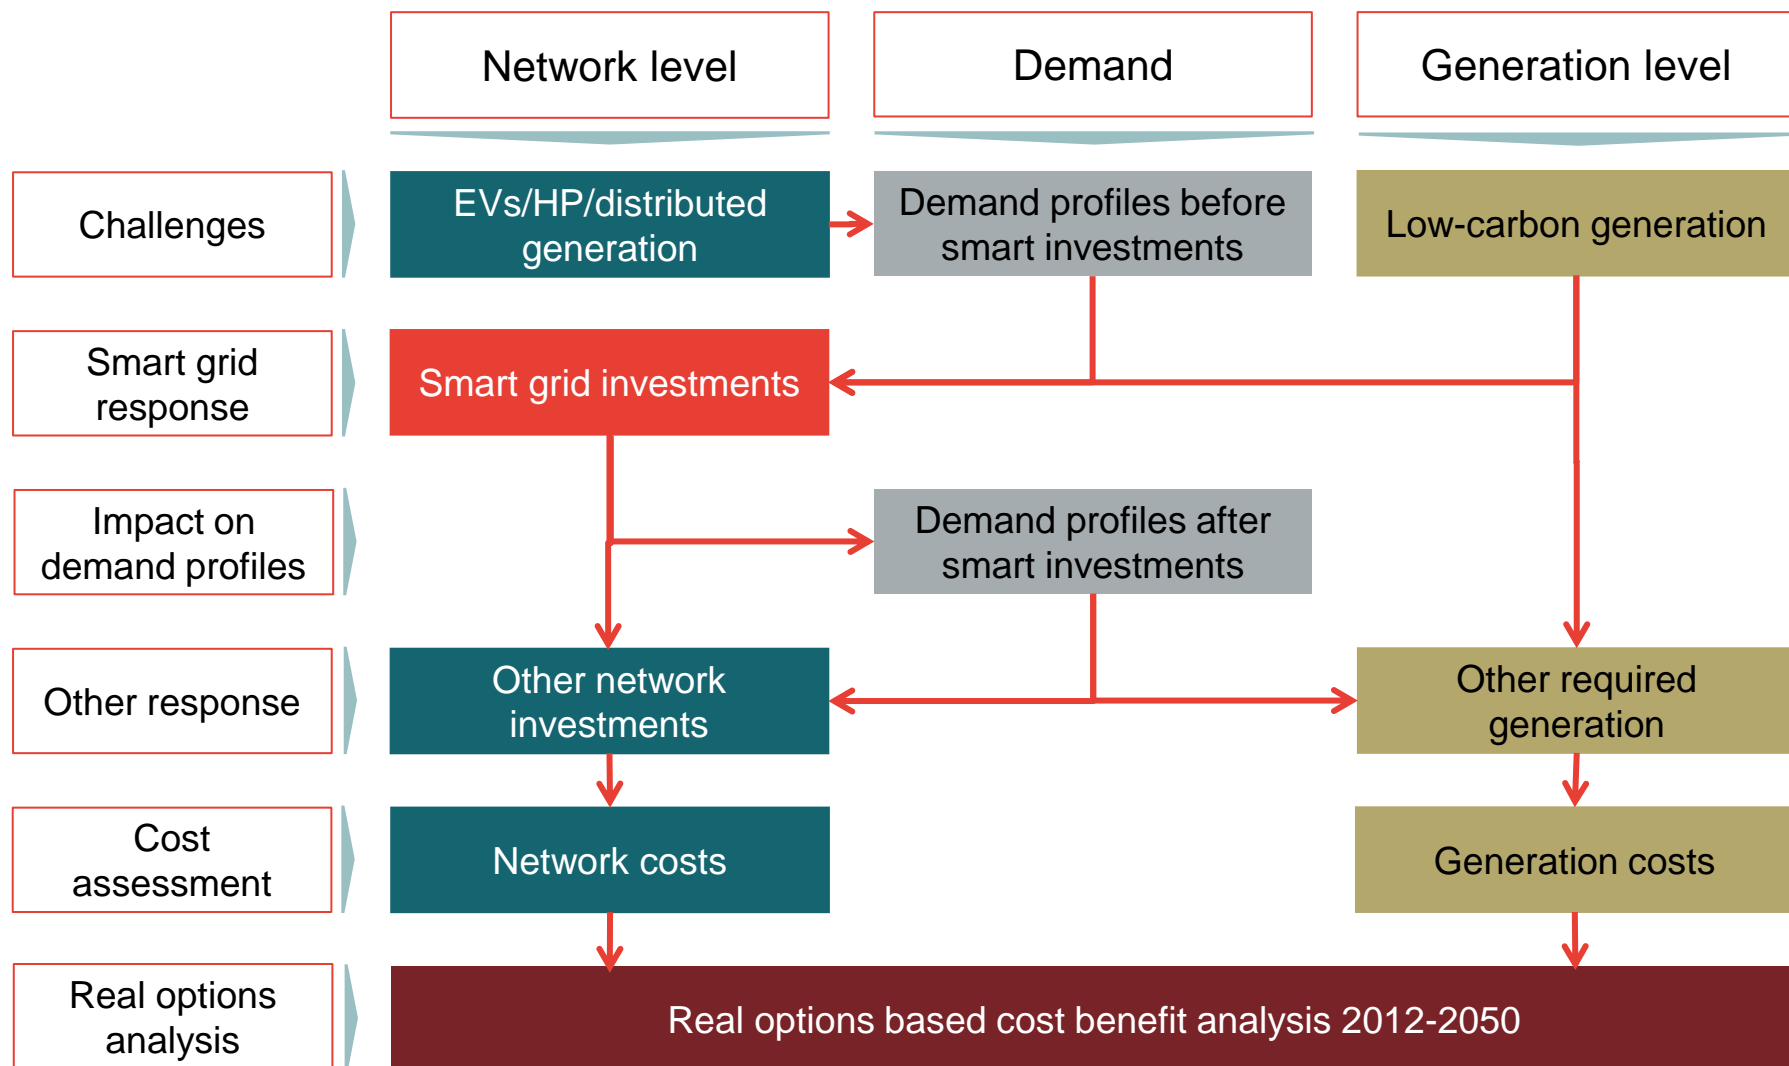 Network level
Demand
Generation level
Challenges
EVs/HP/distributed
generation
Demand profiles before
smart investments
Low-carbon generation
Smart grid
response
Smart grid investments
Impact on
demand profiles
Demand profiles after
smart investments
Other response
Other network
investments
Other required
generation
Cost
assessment
Network costs
Generation costs
Real options
analysis
Real options based cost benefit analysis 2012-2050